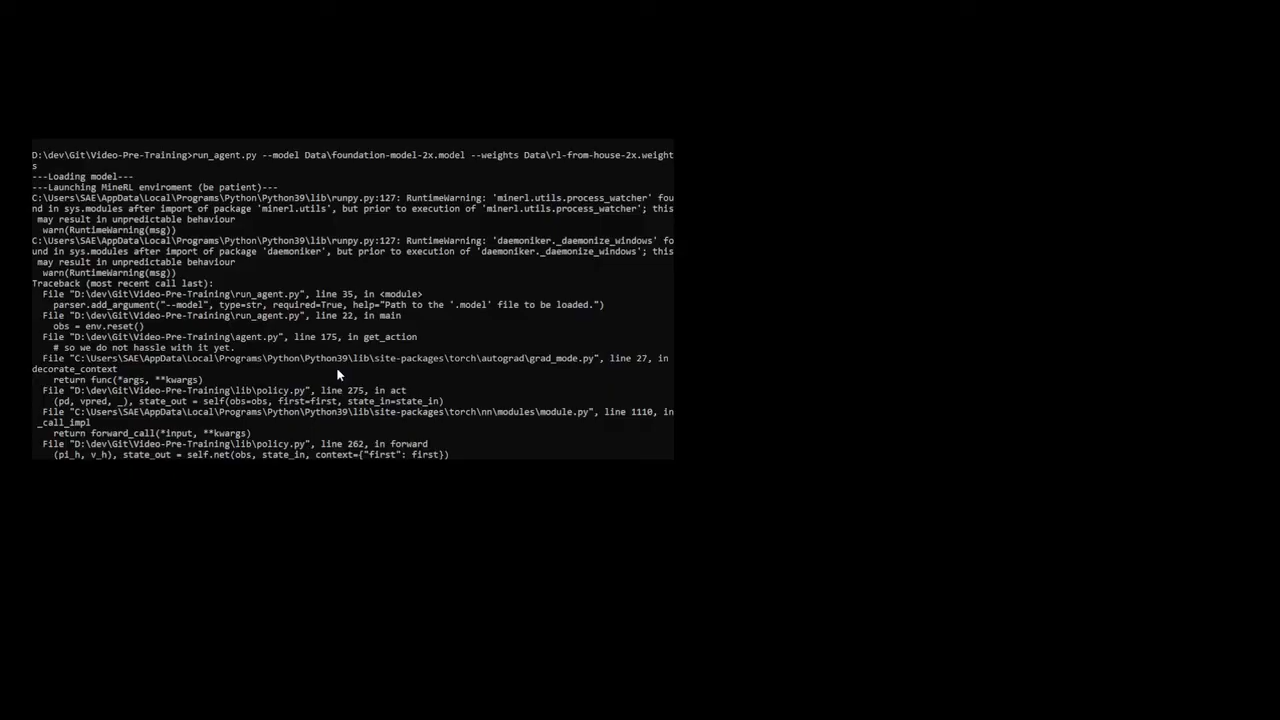 D:\dev\Git\Video-Pre-Training>run_agent.py --model Data\foundation-model-2x.model --weights Data\rl-from-house-2x.weight
s
---Loading model---
---Launching MineRL enviroment (be patient)---
C:\Users\SAE\AppData\Local\Programs\Python\Python39\lib\runpy.py:127: RuntimeWarning: 'minerl.utils.process_watcher' fou
nd in sys.modules after import of package 'minerl.utils', but prior to execution of 'minerl.utils.process_watcher'; this
 may result in unpredictable behaviour
  warn(RuntimeWarning(msg))
C:\Users\SAE\AppData\Local\Programs\Python\Python39\lib\runpy.py:127: RuntimeWarning: 'daemoniker._daemonize_windows' fo
und in sys.modules after import of package 'daemoniker', but prior to execution of 'daemoniker._daemonize_windows'; this
 may result in unpredictable behaviour
  warn(RuntimeWarning(msg))
Traceback (most recent call last):
  File "D:\dev\Git\Video-Pre-Training\run_agent.py", line 35, in <module>
    parser.add_argument("--model", type=str, required=True, help="Path to the '.model' file to be loaded.")
  File "D:\dev\Git\Video-Pre-Training\run_agent.py", line 22, in main
    obs = env.reset()
  File "D:\dev\Git\Video-Pre-Training\agent.py", line 175, in get_action
    # so we do not hassle with it yet.
  File "C:\Users\SAE\AppData\Local\Programs\Python\Python39\lib\site-packages\torch\autograd\grad_mode.py", line 27, in
decorate_context
    return func(*args, **kwargs)
  File "D:\dev\Git\Video-Pre-Training\lib\policy.py", line 275, in act
    (pd, vpred, _), state_out = self(obs=obs, first=first, state_in=state_in)
  File "C:\Users\SAE\AppData\Local\Programs\Python\Python39\lib\site-packages\torch\nn\modules\module.py", line 1110, in
 _call_impl
    return forward_call(*input, **kwargs)
  File "D:\dev\Git\Video-Pre-Training\lib\policy.py", line 262, in forward
    (pi_h, v_h), state_out = self.net(obs, state_in, context={"first": first})